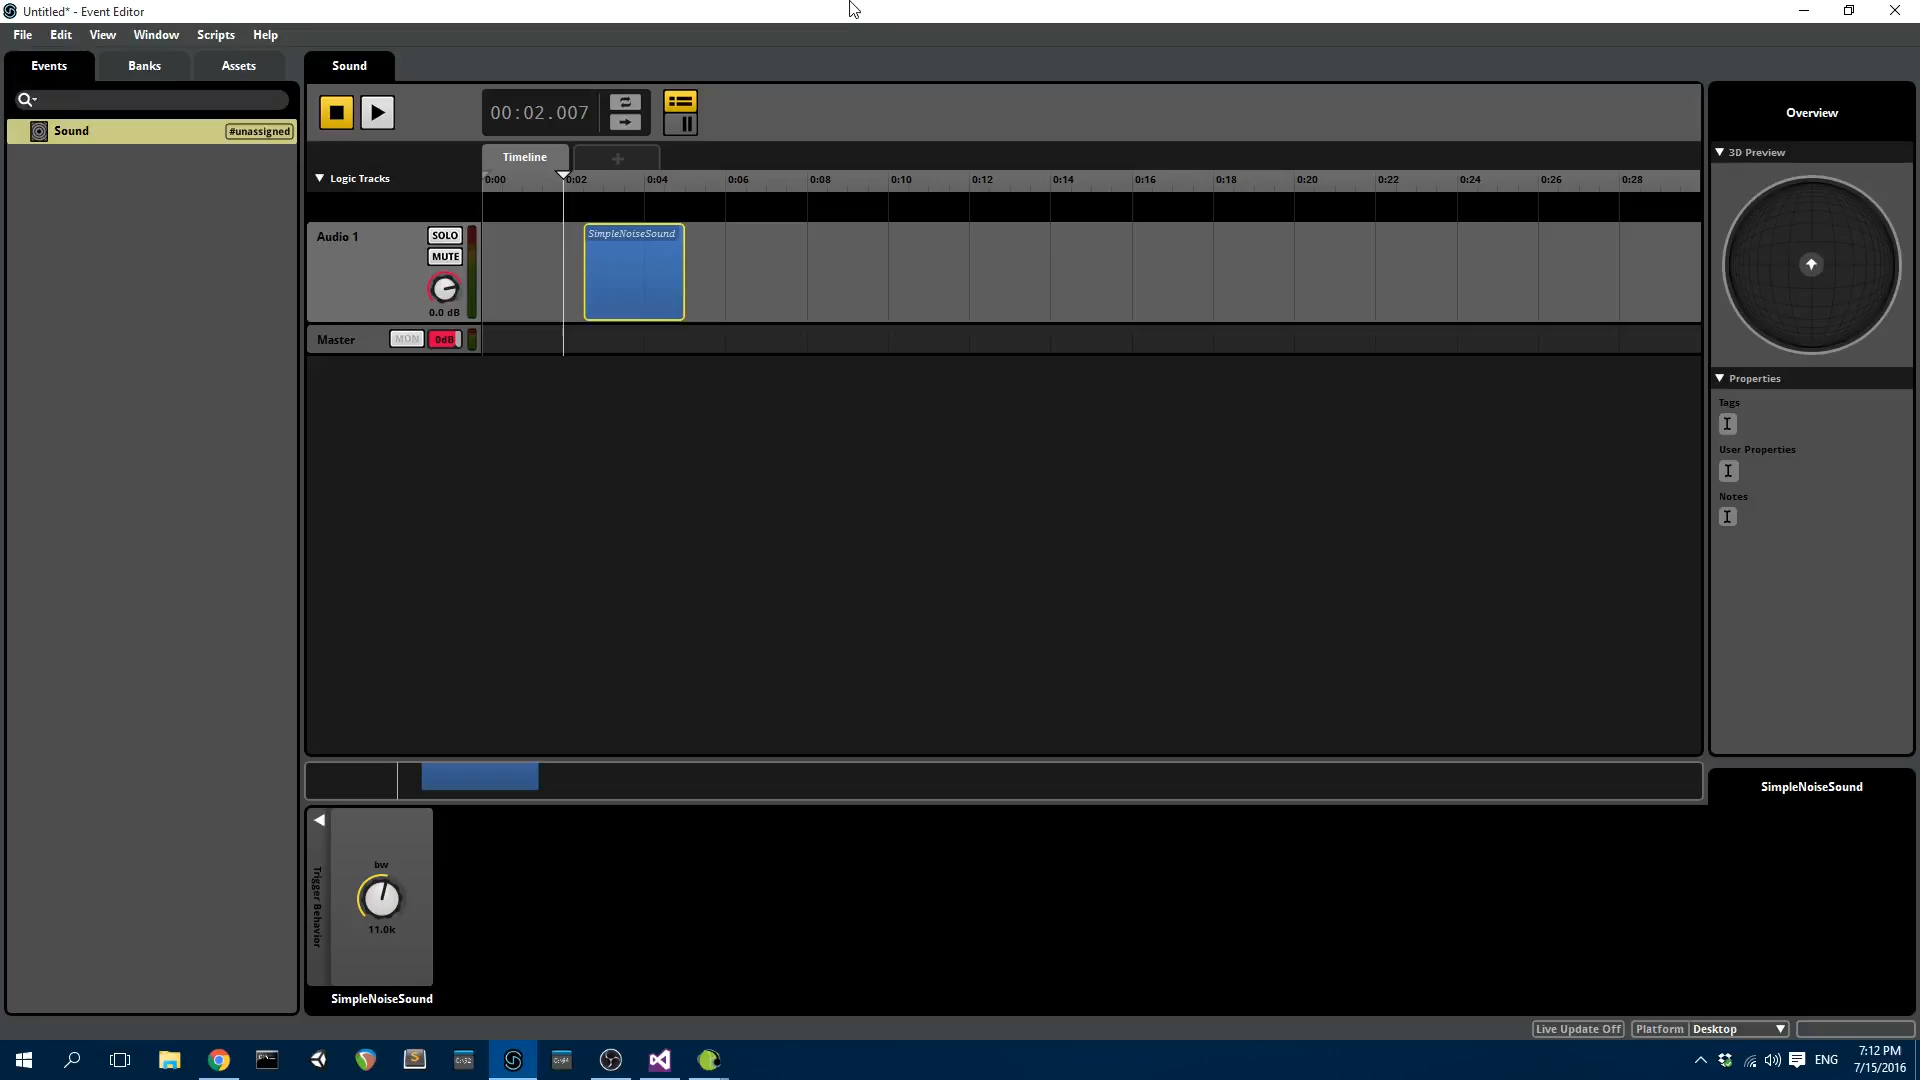 Untitled* - Event Editor
File Edit View Window Scripts Help
Events Banks Assets
Sound #unassigned
Sound
00:02.007
Timeline +
Logic Tracks
0:00 0:02 0:04 0:06 0:08 0:10 0:12 0:14 0:16 0:18 0:20 0:22 0:24 0:26 0:28
Audio 1
SOLO
MUTE
0.0 dB
SimpleNoiseSound
Master MON 0dB
Overview
3D Preview
Properties
Tags
User Properties
Notes
SimpleNoiseSound
Trigger Behavior
bw
11.0k
SimpleNoiseSound
Live Update Off Platform Desktop
ENG
7:12 PM
7/15/2016